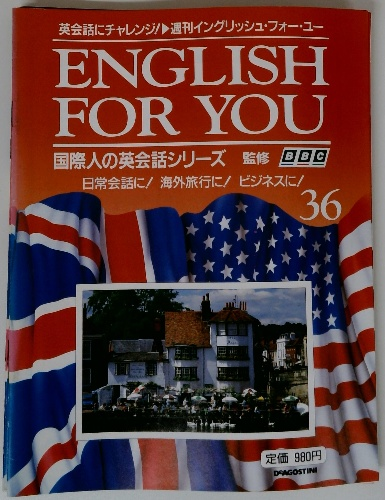 英会話にチャレンジ!▶週刊イングリッシュ・フォー・ユー
ENGLISH
FOR YOU
国際人の英会話シリーズ 監修 BBC
日常会話に! 海外旅行に! ビジネスに!
36
定価 980円
DEAGOSTINI